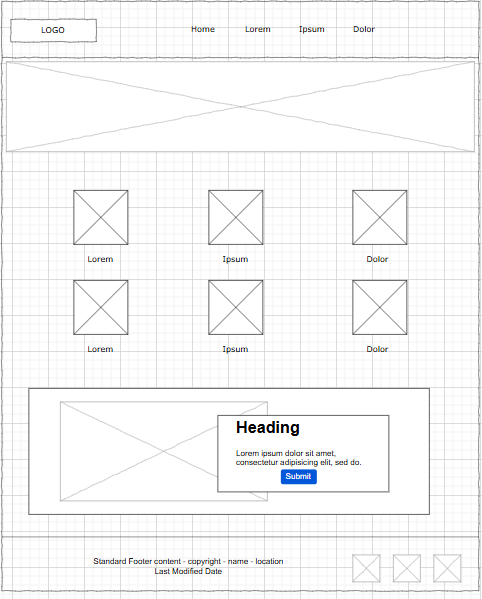 LOGO
Home Lorem Ipsum Dolor
Lorem Ipsum Dolor
Lorem Ipsum Dolor
Heading
Lorem ipsum dolor sit amet,
consectetur adipisicing elit, sed do.
Submit
Standard Footer content - copyright - name - location
Last Modified Date